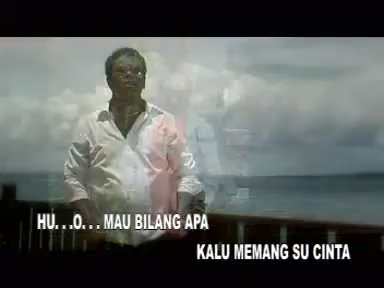 HU. . .O. . . MAU BILANG APA
KALU MEMANG SU CINTA